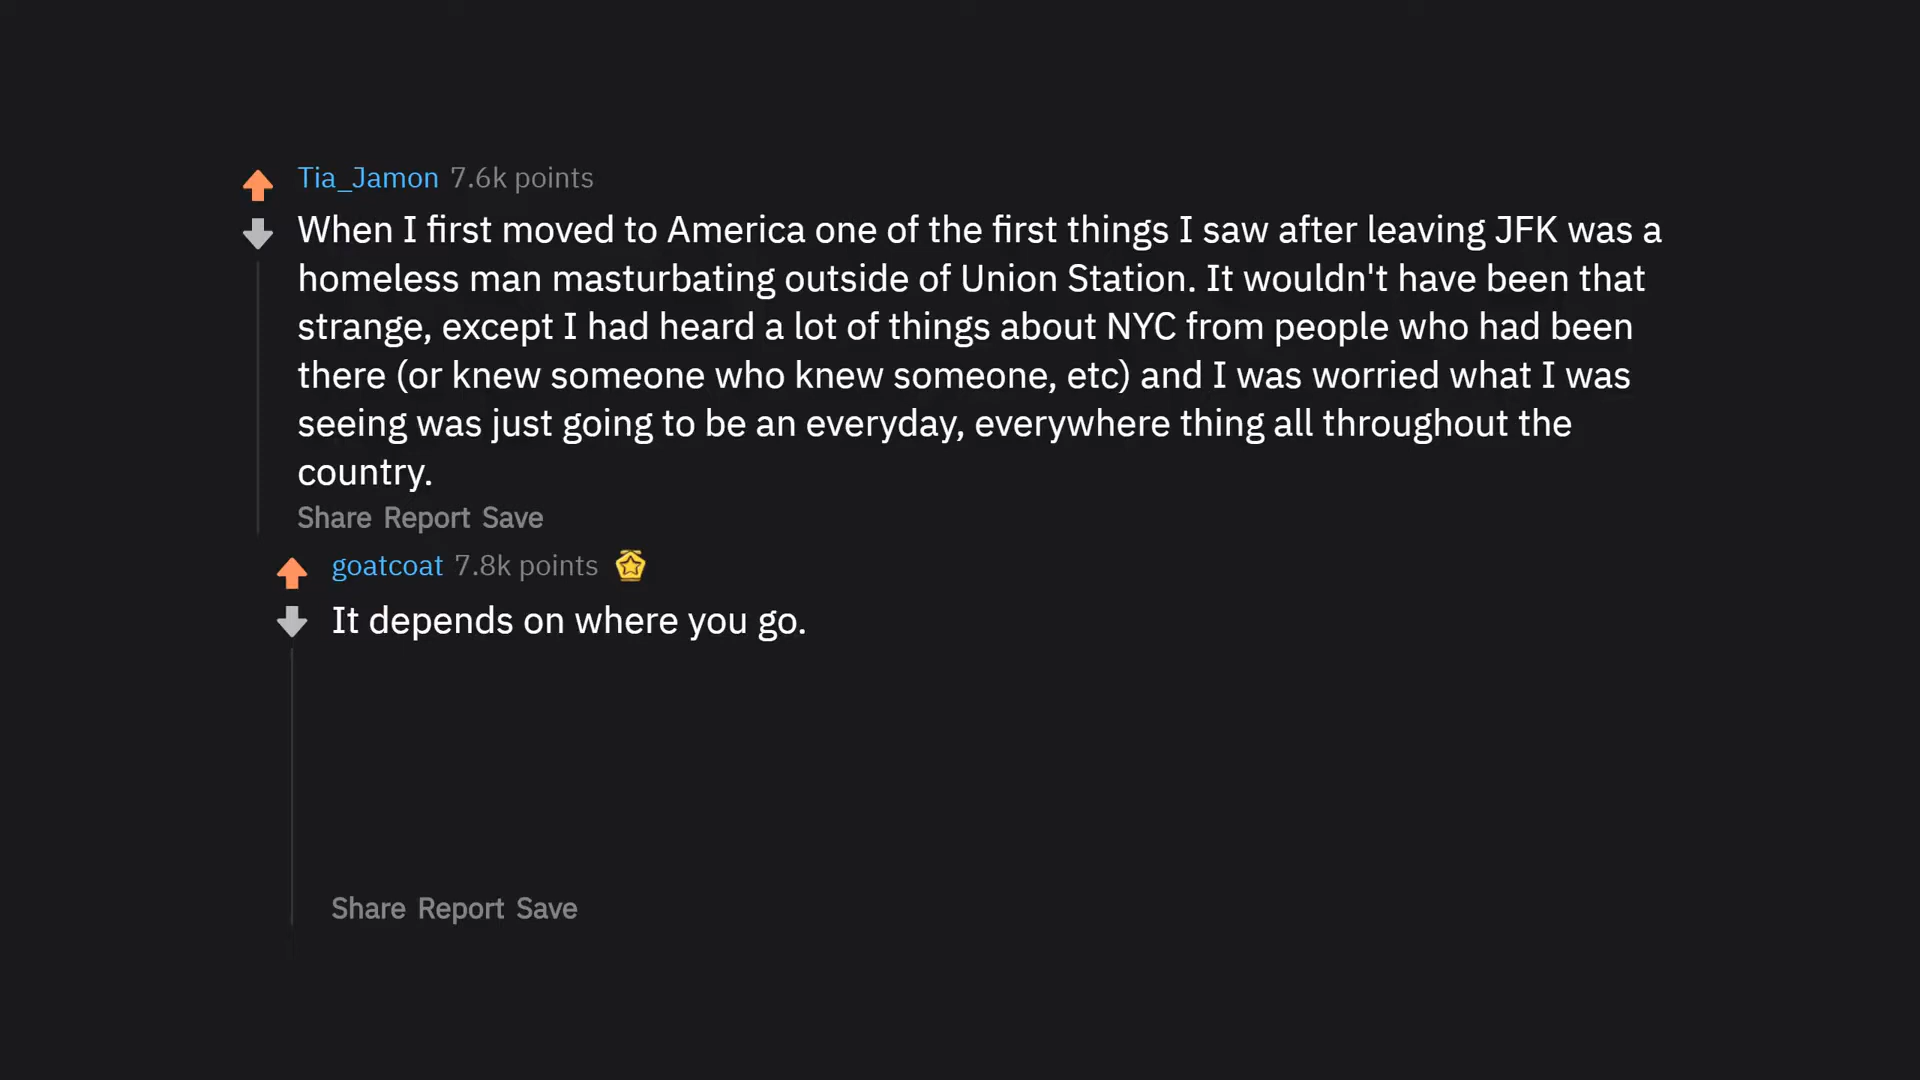 Tia_Jamon 7.6k points
When I first moved to America one of the first things I saw after leaving JFK was a
homeless man masturbating outside of Union Station. It wouldn't have been that
strange, except I had heard a lot of things about NYC from people who had been
there (or knew someone who knew someone, etc) and I was worried what I was
seeing was just going to be an everyday, everywhere thing all throughout the
country.
Share Report Save
goatcoat 7.8k points
It depends on where you go.
Share Report Save